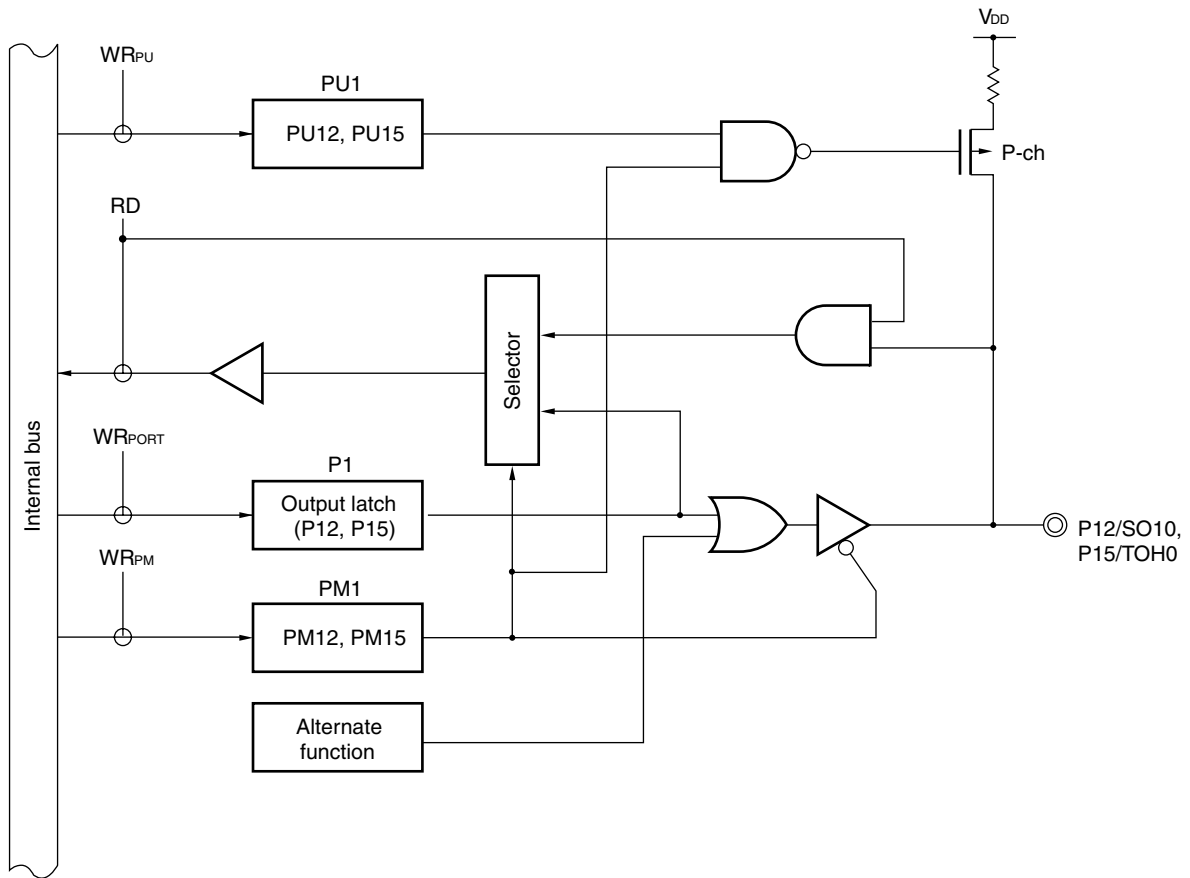 VDD
WRPU
PU1
PU12, PU15
P-ch
RD
Selector
WRPORT
P1
Output latch
(P12, P15)
Internal bus
P12/SO10,
P15/TOH0
WRPM
PM1
PM12, PM15
Alternate
function